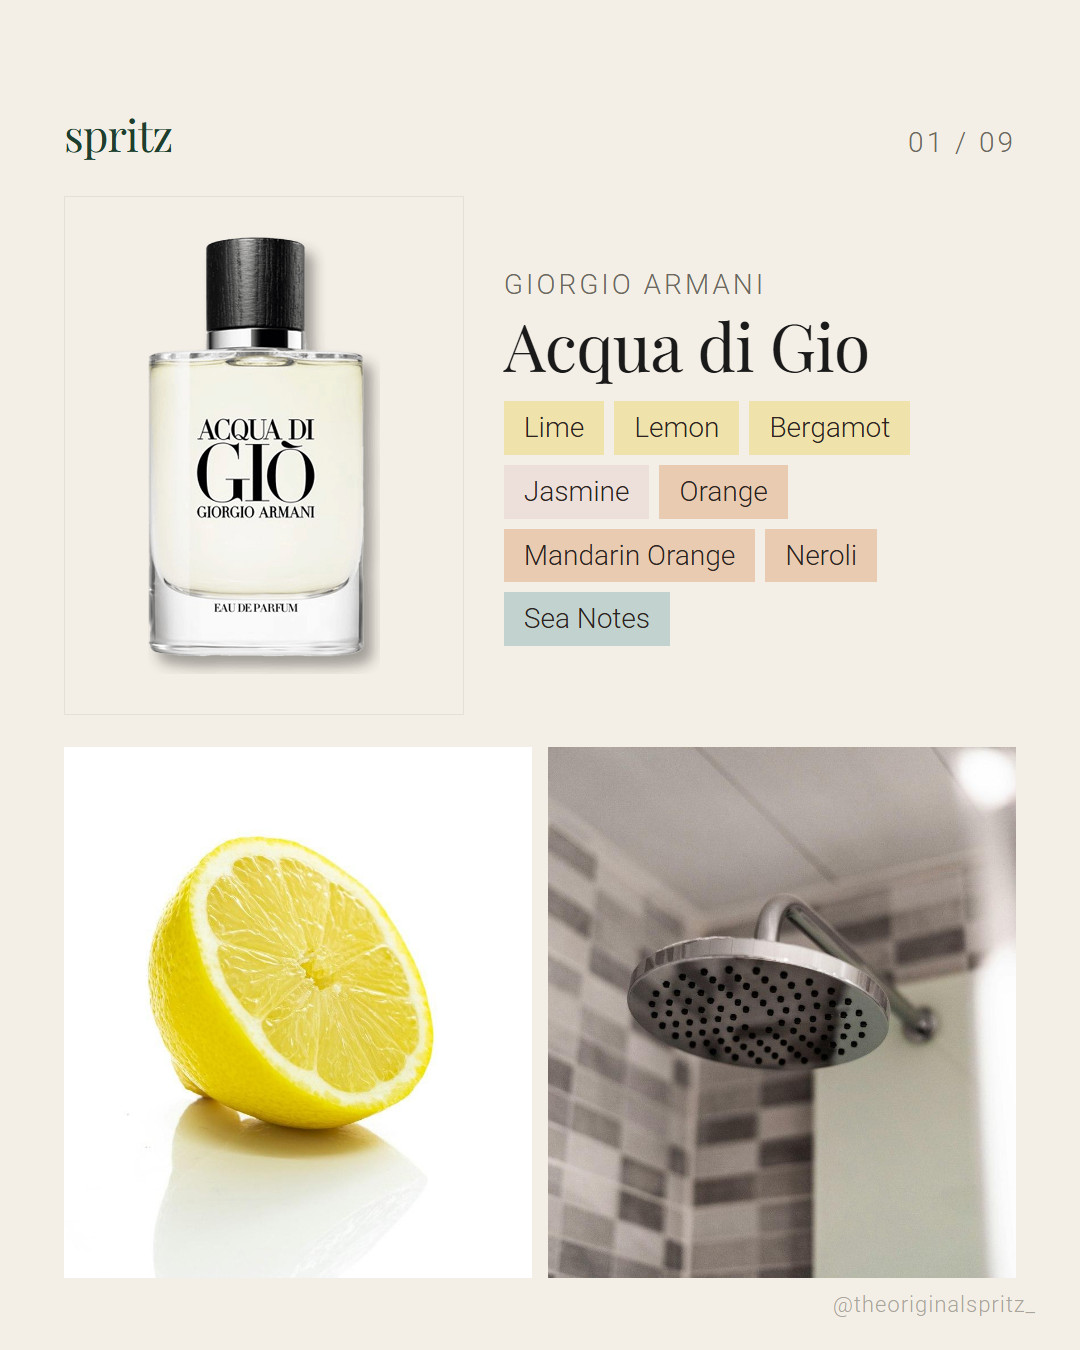 spritz
01 / 09
ACQUA DI
GIÒ
GIORGIO ARMANI
EAU DE PARFUM
GIORGIO ARMANI
Acqua di Gio
Lime Lemon Bergamot
Jasmine Orange
Mandarin Orange Neroli
Sea Notes
@theoriginalspritz_